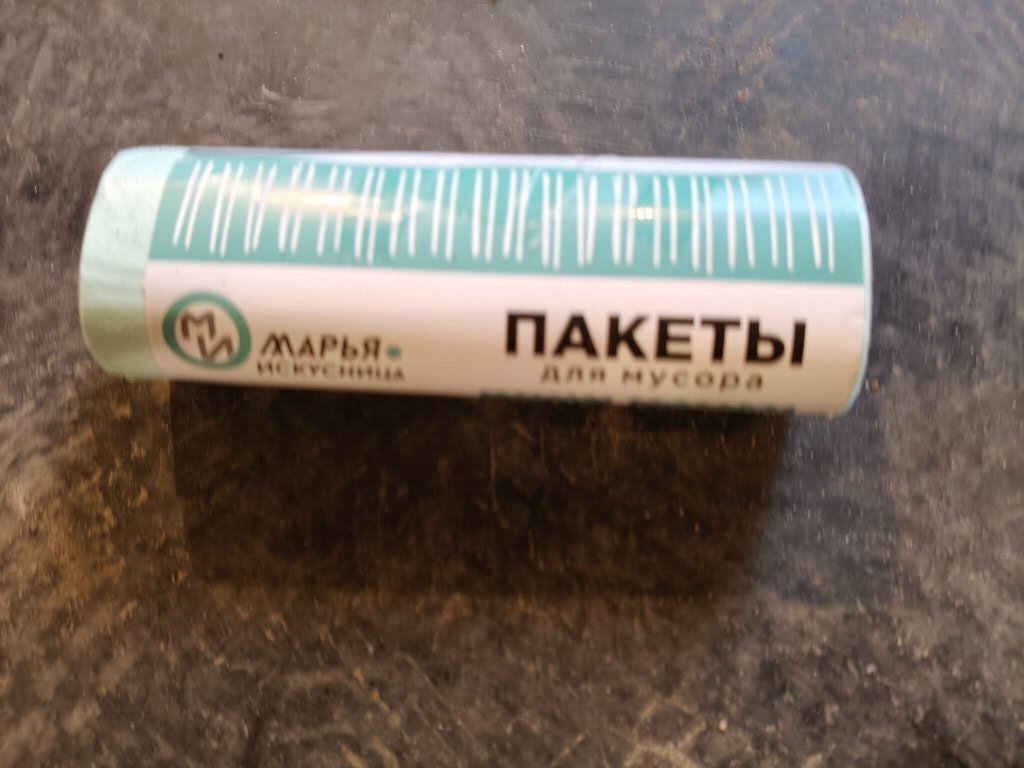 МИ
МАРЬЯ
ИСКУСНИЦА
ПАКЕТЫ
для мусора